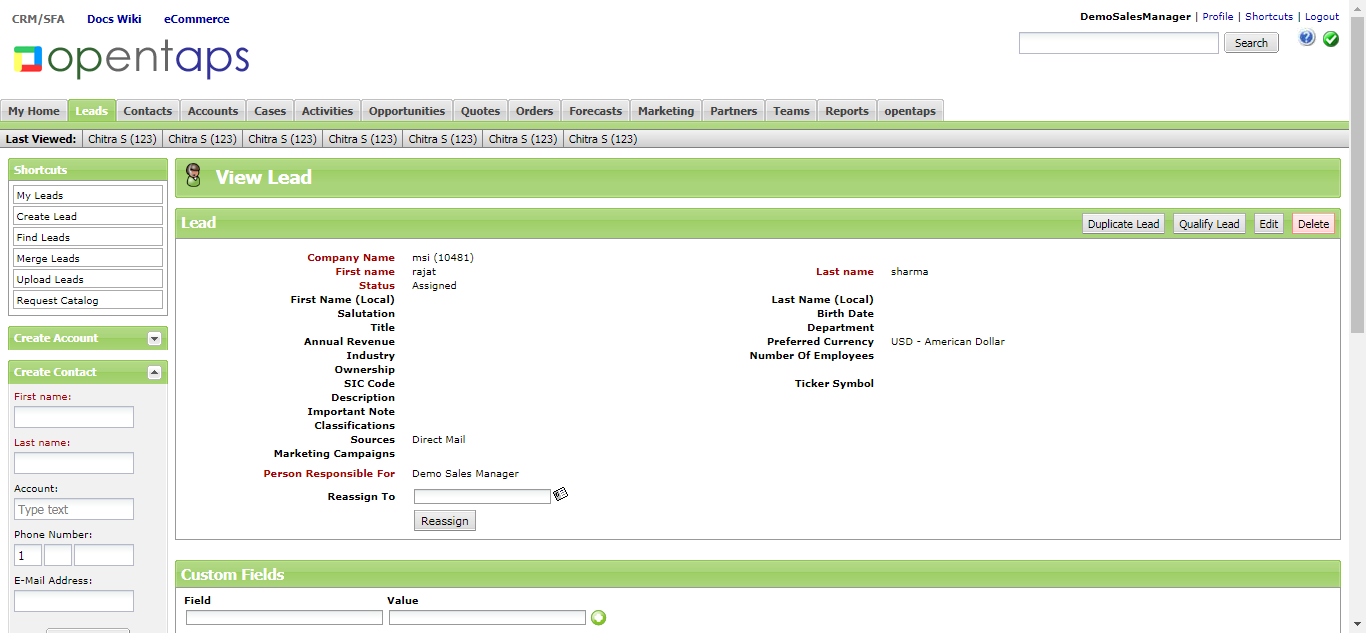 CRM/SFA Docs Wiki eCommerce
DemoSalesManager | Profile | Shortcuts | Logout
opentaps
Search
?
My Home Leads Contacts Accounts Cases Activities Opportunities Quotes Orders Forecasts Marketing Partners Teams Reports opentaps
Last Viewed: Chitra S (123) Chitra S (123) Chitra S (123) Chitra S (123) Chitra S (123) Chitra S (123) Chitra S (123)
Shortcuts
My Leads
Create Lead
Find Leads
Merge Leads
Upload Leads
Request Catalog
Create Account
Create Contact
First name:
Last name:
Account:
Type text
Phone Number:
1
E-Mail Address:
View Lead
Lead
Duplicate Lead Qualify Lead Edit Delete
Company Name msi (10481)
First name rajat Last name sharma
Status Assigned
First Name (Local) Last Name (Local)
Salutation Birth Date
Title Department
Annual Revenue Preferred Currency USD - American Dollar
Industry Number Of Employees
Ownership
SIC Code Ticker Symbol
Description
Important Note
Classifications
Sources Direct Mail
Marketing Campaigns
Person Responsible For Demo Sales Manager
Reassign To
Reassign
Custom Fields
Field Value